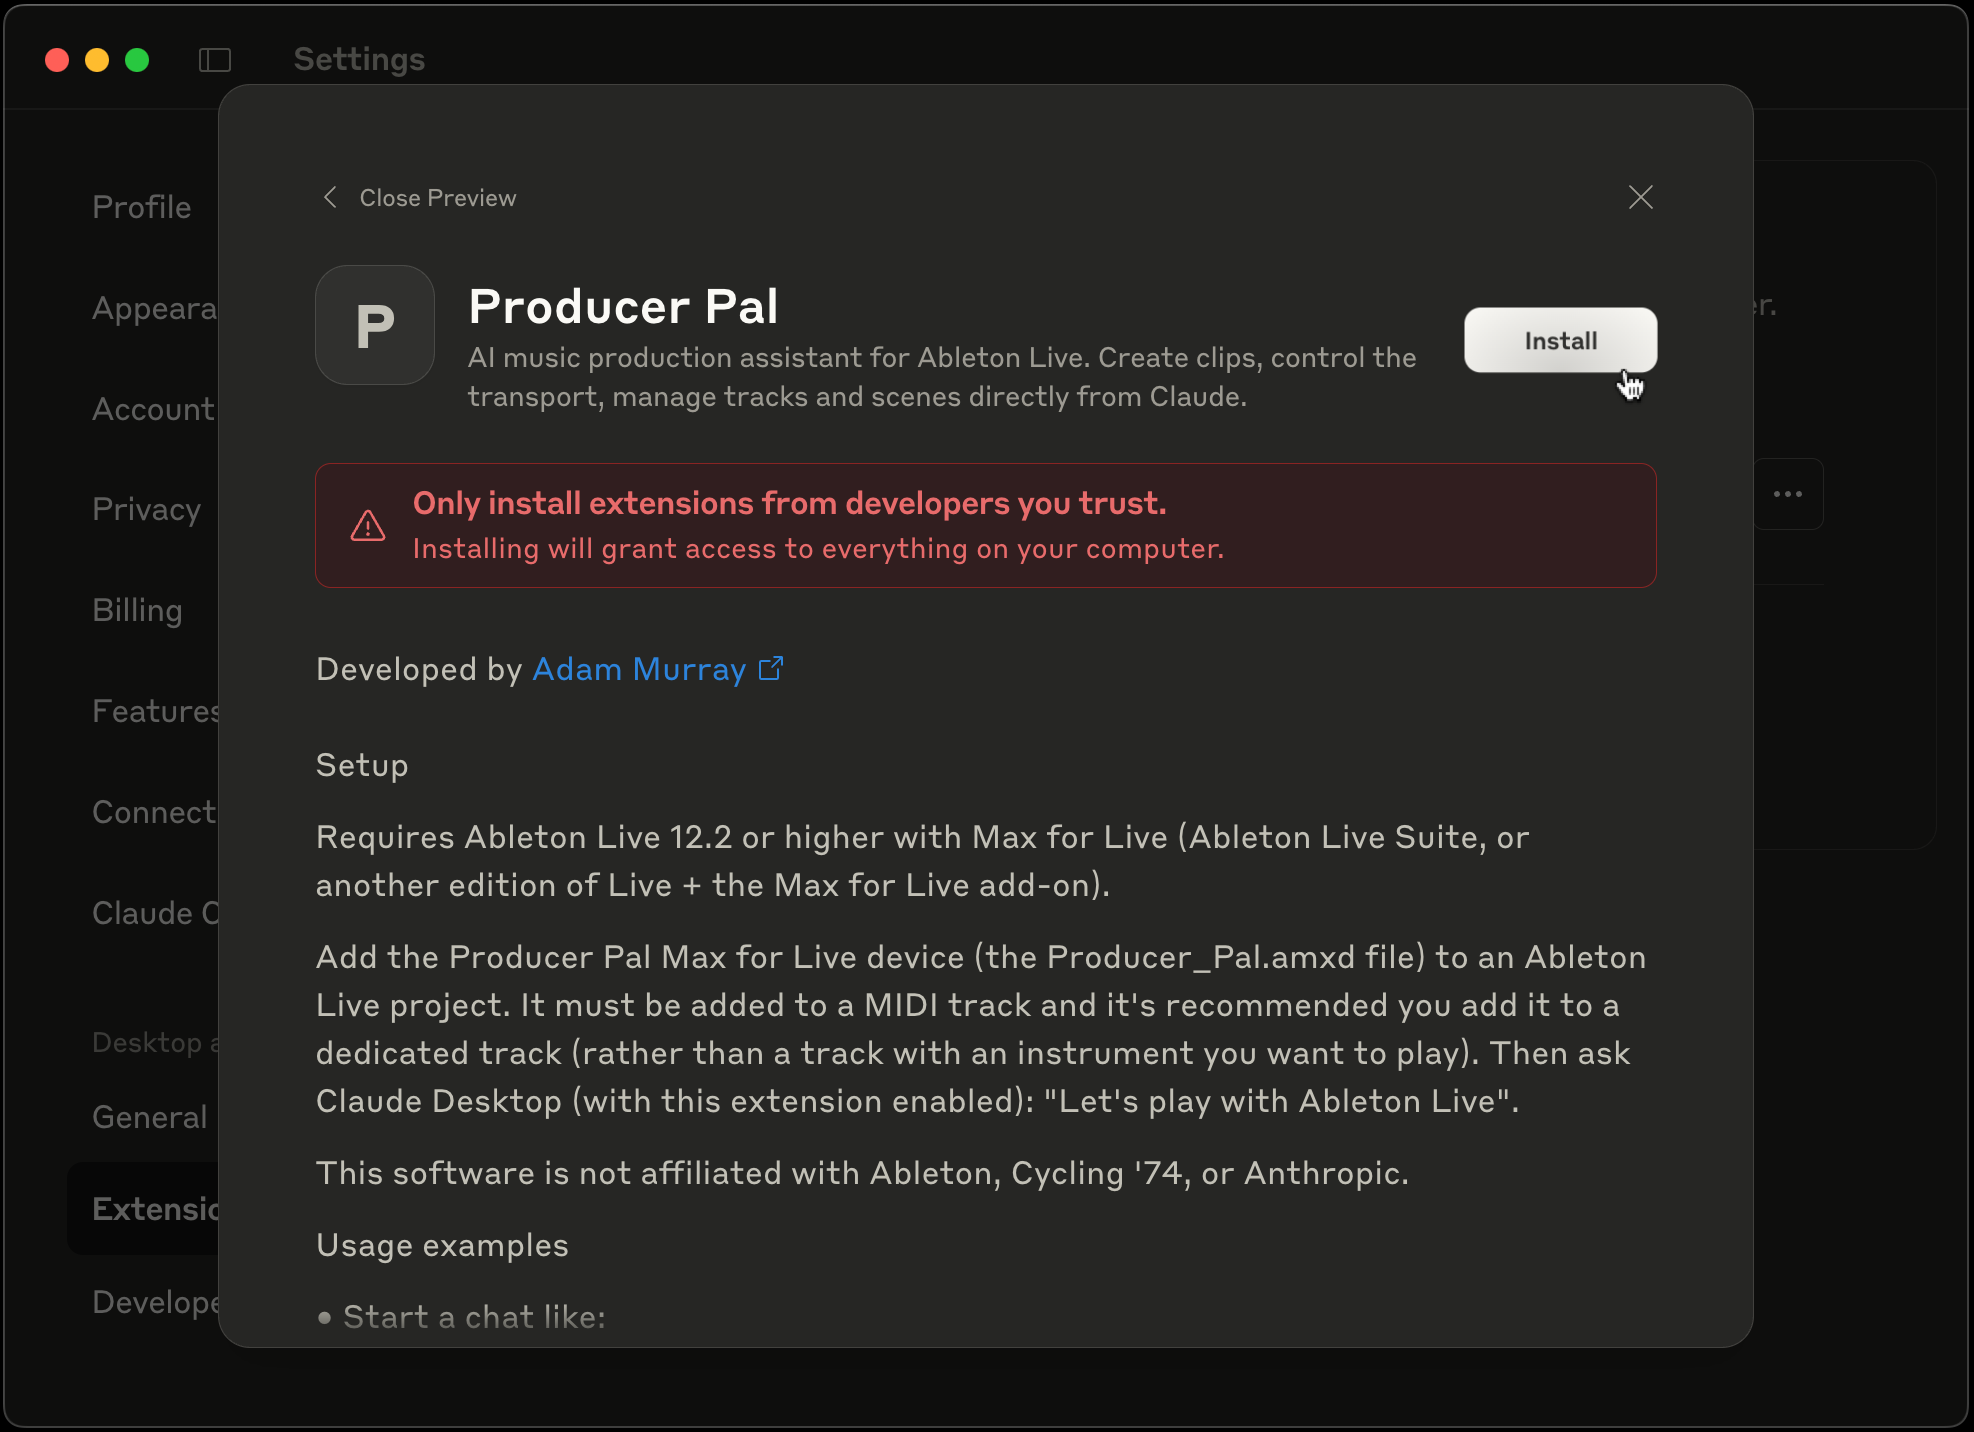 Settings
Profile
Appeara
Account
Privacy
Billing
Features
Connect
Claude C
Desktop a
General
Extensio
Develope
Close Preview
P
Producer Pal
AI music production assistant for Ableton Live. Create clips, control the
transport, manage tracks and scenes directly from Claude.
Install
er.
Only install extensions from developers you trust.
Installing will grant access to everything on your computer.
Developed by Adam Murray
Setup
Requires Ableton Live 12.2 or higher with Max for Live (Ableton Live Suite, or
another edition of Live + the Max for Live add-on).
Add the Producer Pal Max for Live device (the Producer_Pal.amxd file) to an Ableton
Live project. It must be added to a MIDI track and it's recommended you add it to a
dedicated track (rather than a track with an instrument you want to play). Then ask
Claude Desktop (with this extension enabled): "Let's play with Ableton Live".
This software is not affiliated with Ableton, Cycling '74, or Anthropic.
Usage examples
• Start a chat like: